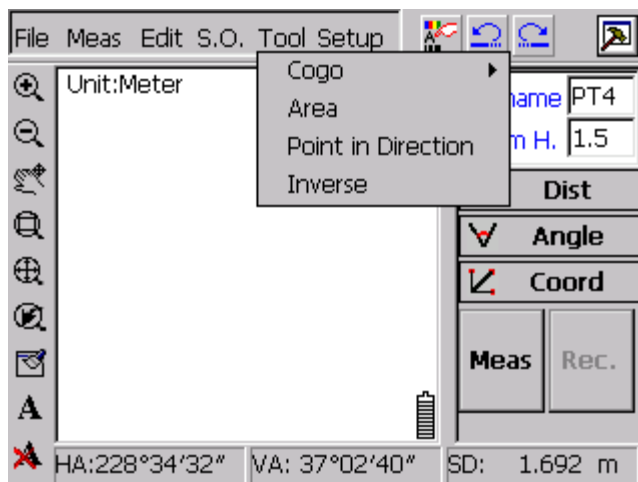 File Meas Edit S.O. Tool Setup
Unit:Meter
Cogo
Area
Point in Direction
Inverse
name PT4
H. 1.5
Dist
Angle
Coord
Meas Rec.
A
HA:228°34′32″ VA: 37°02′40″ SD: 1.692 m